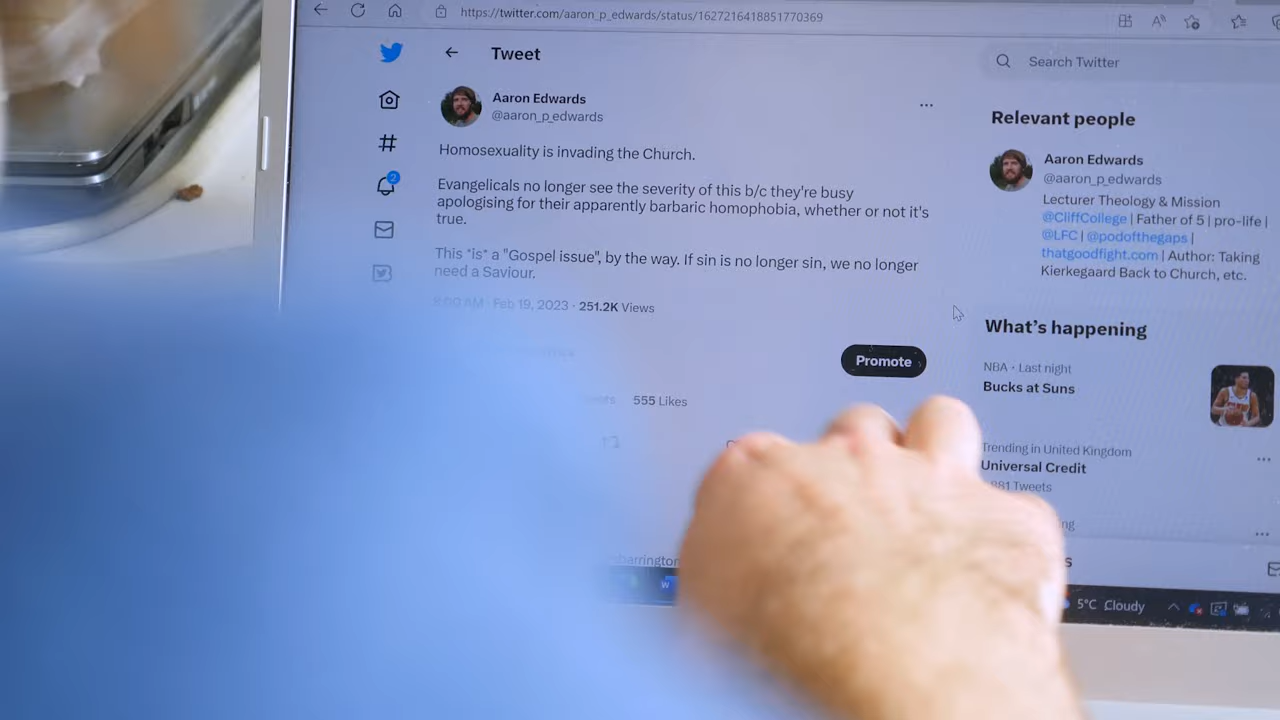 https://twitter.com/aaron_p_edwards/status/1627216418851770369
Tweet
Search Twitter
Aaron Edwards
@aaron_p_edwards
Homosexuality is invading the Church.
Evangelicals no longer see the severity of this b/c they're busy
apologising for their apparently barbaric homophobia, whether or not it's
true.
This *is* a "Gospel issue", by the way. If sin is no longer sin, we no longer
need a Saviour.
8:00 AM · Feb 19, 2023 · 251.2K Views
Promote
555 Likes
2
Relevant people
Aaron Edwards
@aaron_p_edwards
Lecturer Theology & Mission
@CliffCollege | Father of 5 | pro-life |
@LFC | @podofthegaps |
thatgoodfight.com | Author: Taking
Kierkegaard Back to Church, etc.
What's happening
NBA · Last night
Bucks at Suns
Trending in United Kingdom
Universal Credit
881 Tweets
5°C Cloudy